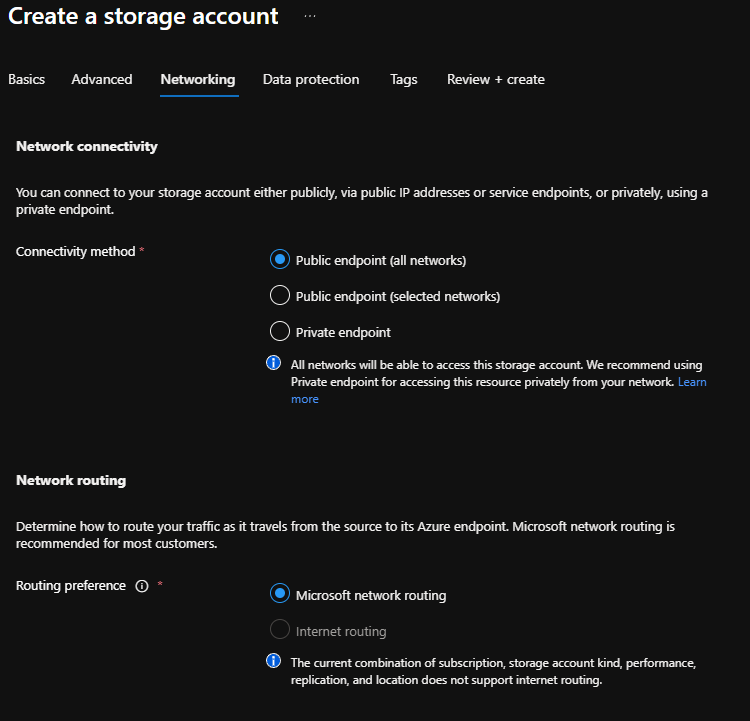 Create a storage account ...
Basics Advanced Networking Data protection Tags Review + create
Network connectivity
You can connect to your storage account either publicly, via public IP addresses or service endpoints, or privately, using a
private endpoint.
Connectivity method *
Public endpoint (all networks)
Public endpoint (selected networks)
Private endpoint
All networks will be able to access this storage account. We recommend using
Private endpoint for accessing this resource privately from your network. Learn
more
Network routing
Determine how to route your traffic as it travels from the source to its Azure endpoint. Microsoft network routing is
recommended for most customers.
Routing preference *
Microsoft network routing
Internet routing
The current combination of subscription, storage account kind, performance,
replication, and location does not support internet routing.